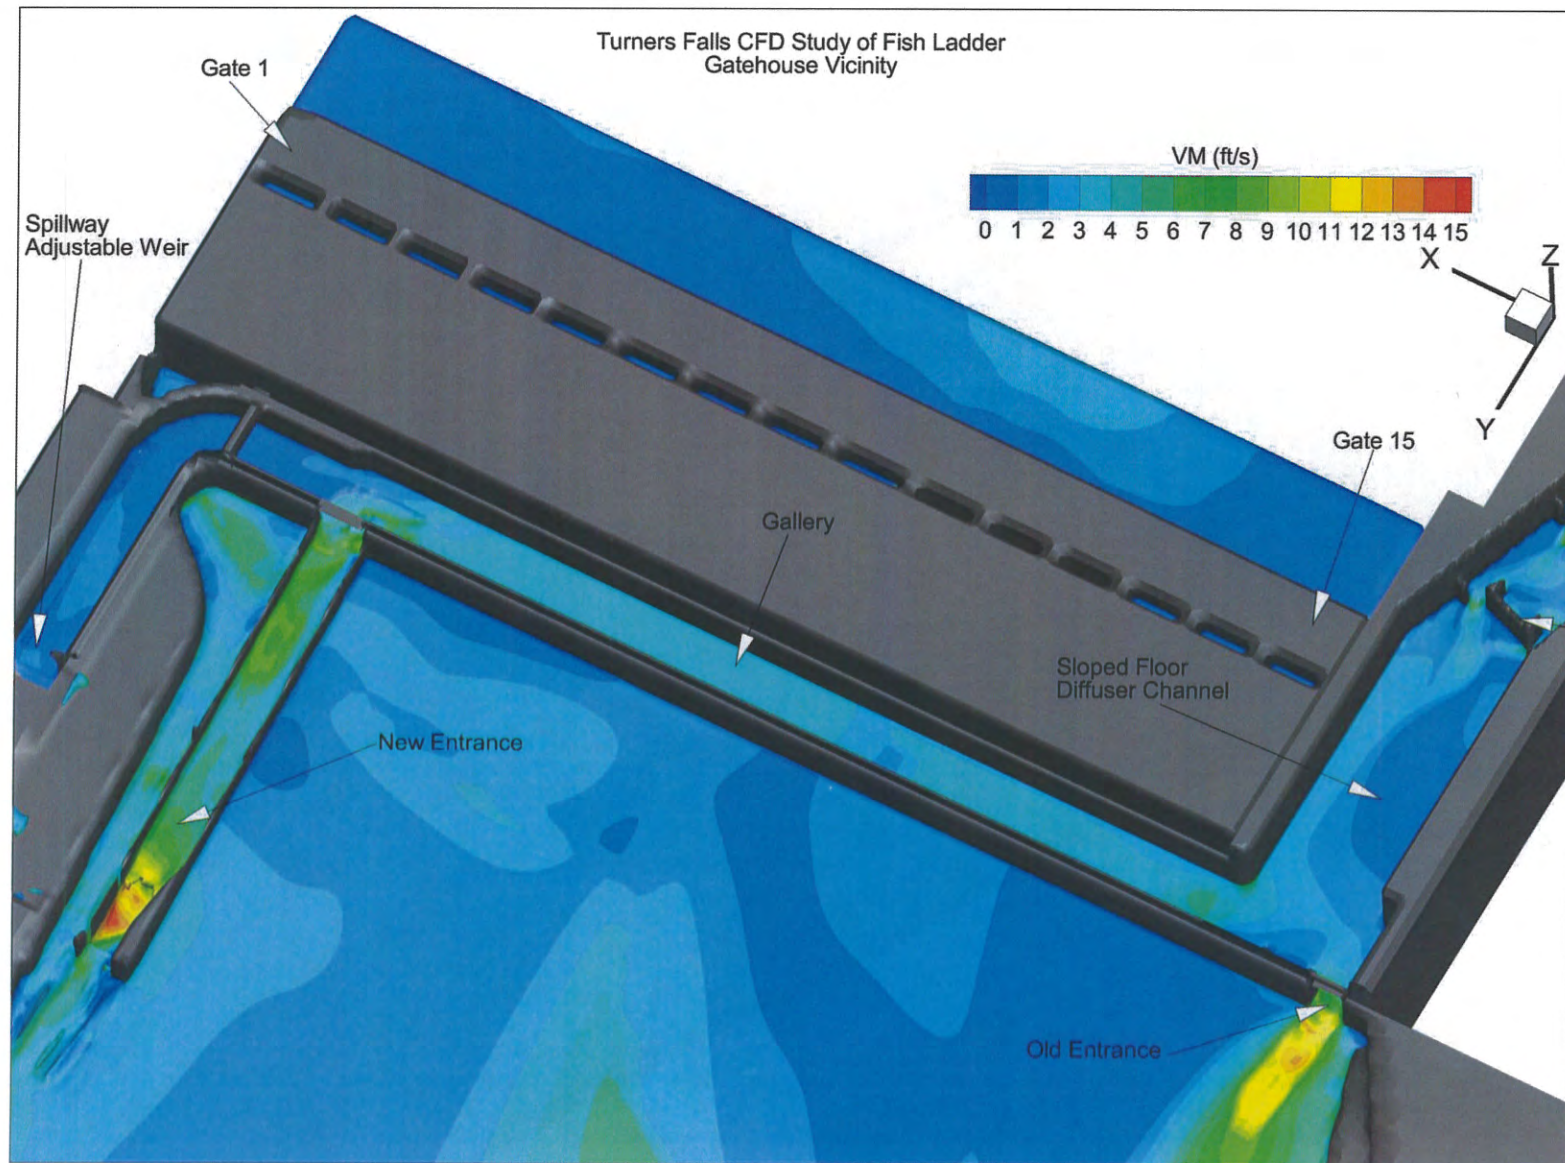 Turners Falls CFD Study of Fish Ladder
Gatehouse Vicinity
Gate 1
VM (ft/s)
0 1 2 3 4 5 6 7 8 9 10 11 12 13 14 15
Spillway
Adjustable Weir
X
Z
Y
Gate 15
Gallery
Sloped Floor
Diffuser Channel
New Entrance
Old Entrance